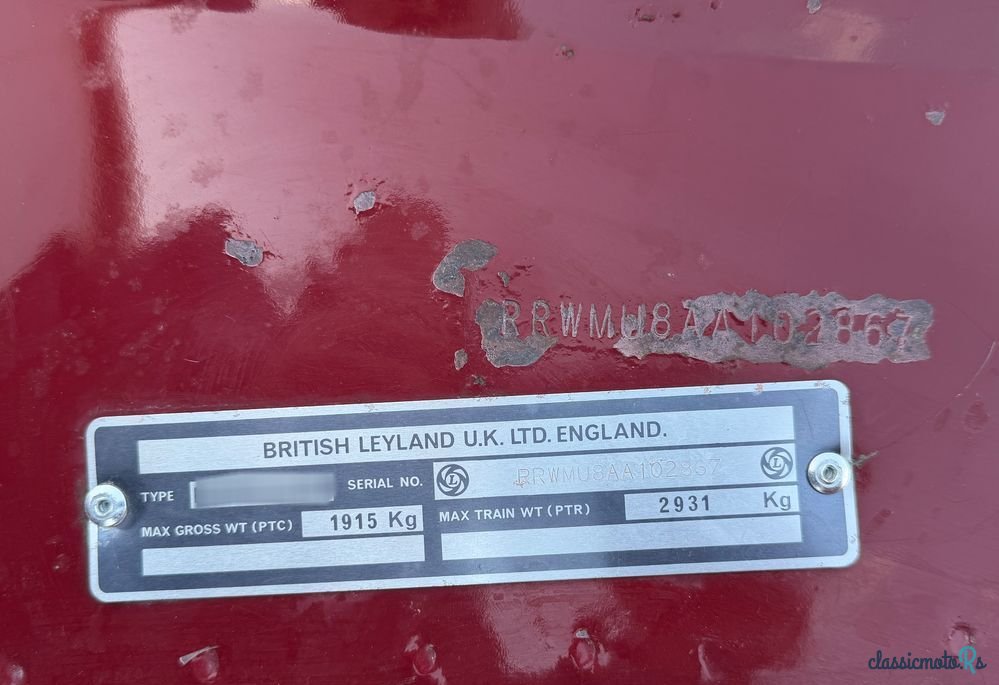 RRWMU8AA102867
BRITISH LEYLAND U.K. LTD. ENGLAND.
TYPE
SERIAL NO.
L RRWMU8AA102867 L
MAX GROSS WT (PTC) 1915 Kg
MAX TRAIN WT (PTR) 2931 Kg
classicmoto.Rs